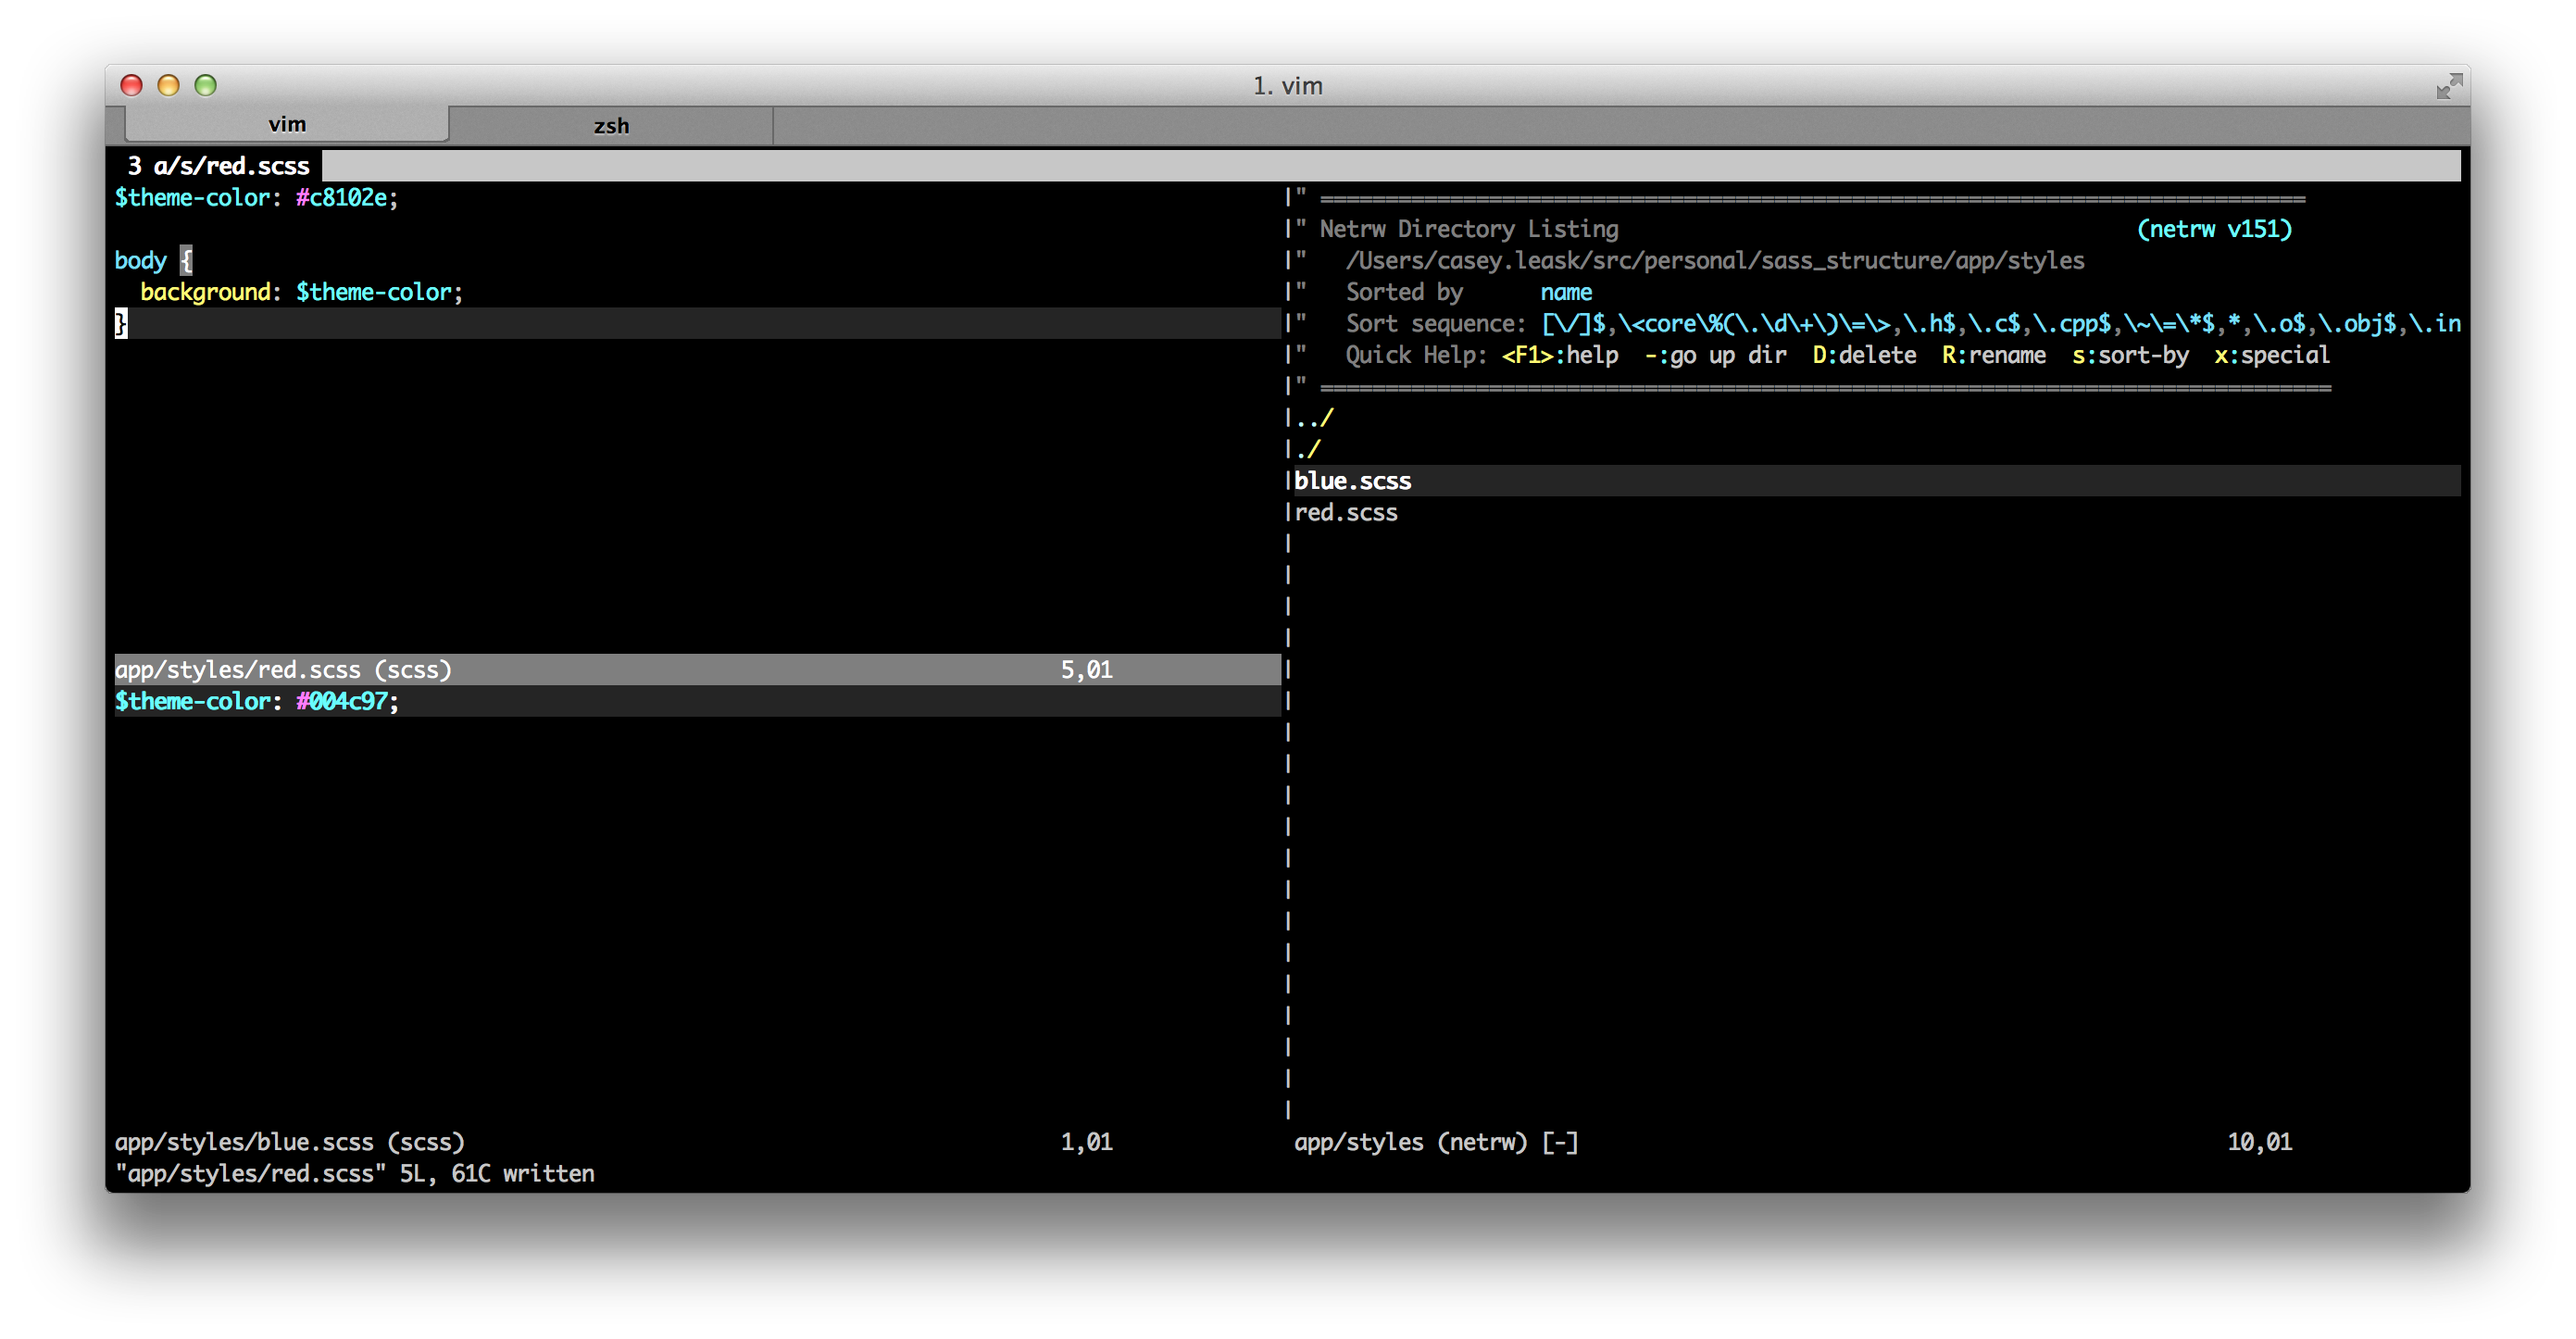 1. vim
vim
zsh
3 a/s/red.scss
$theme-color: #c8102e;

body {
  background: $theme-color;
}
app/styles/red.scss (scss) 5,01
$theme-color: #004c97;
app/styles/blue.scss (scss) 1,01
" ============================================================================
" Netrw Directory Listing (netrw v151)
"   /Users/casey.leask/src/personal/sass_structure/app/styles
"   Sorted by      name
"   Sort sequence: [\/]$,\<core\%(\.\d\+\)\=\>,\.h$,\.c$,\.cpp$,\~\=\*$,*,\.o$,\.obj$,\.in
"   Quick Help: <F1>:help  -:go up dir  D:delete  R:rename  s:sort-by  x:special
" ==============================================================================
../
./
blue.scss
red.scss
app/styles (netrw) [-] 10,01
"app/styles/red.scss" 5L, 61C written